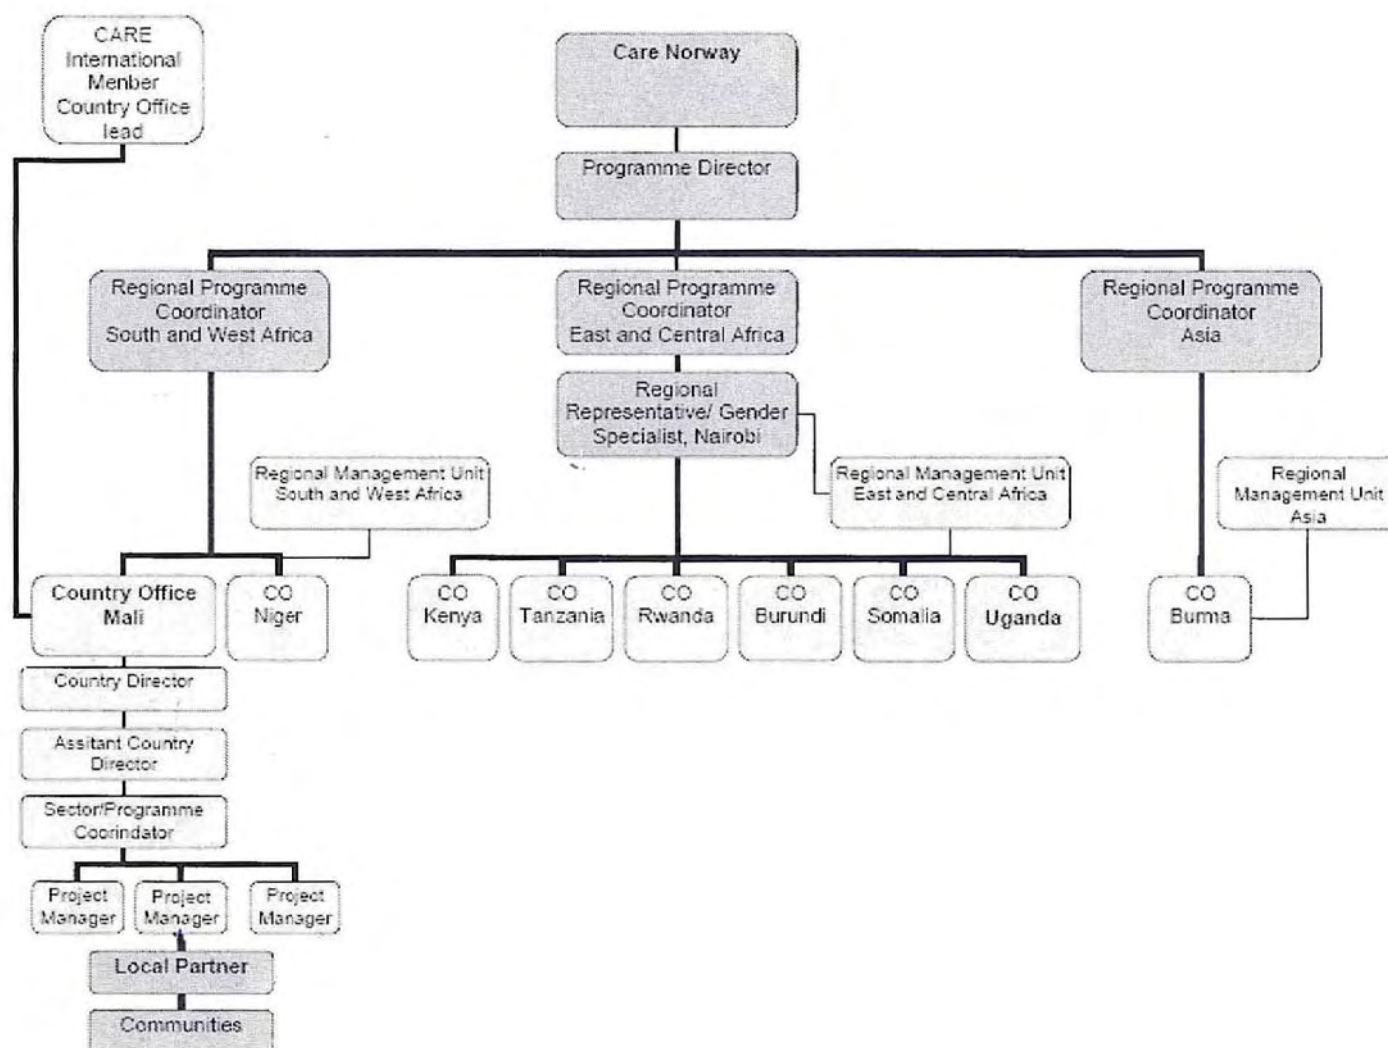 CARE
International
Menber
Country Office
lead
Care Norway
Programme Director
Regional Programme
Coordinator
South and West Africa
Regional Programme
Coordinator
East and Central Africa
Regional Programme
Coordinator
Asia
Regional
Representative/ Gender
Specialist, Nairobi
Regional Management Unit
South and West Africa
Regional Management Unit
East and Central Africa
Regional
Management Unit
Asia
Country Office
Mali
CO
Niger
CO
Kenya
CO
Tanzania
CO
Rwanda
CO
Burundi
CO
Somalia
CO
Uganda
CO
Burma
Country Director
Assitant Country
Director
Sector/Programme
Coorindator
Project
Manager
Project
Manager
Project
Manager
Local Partner
Communities